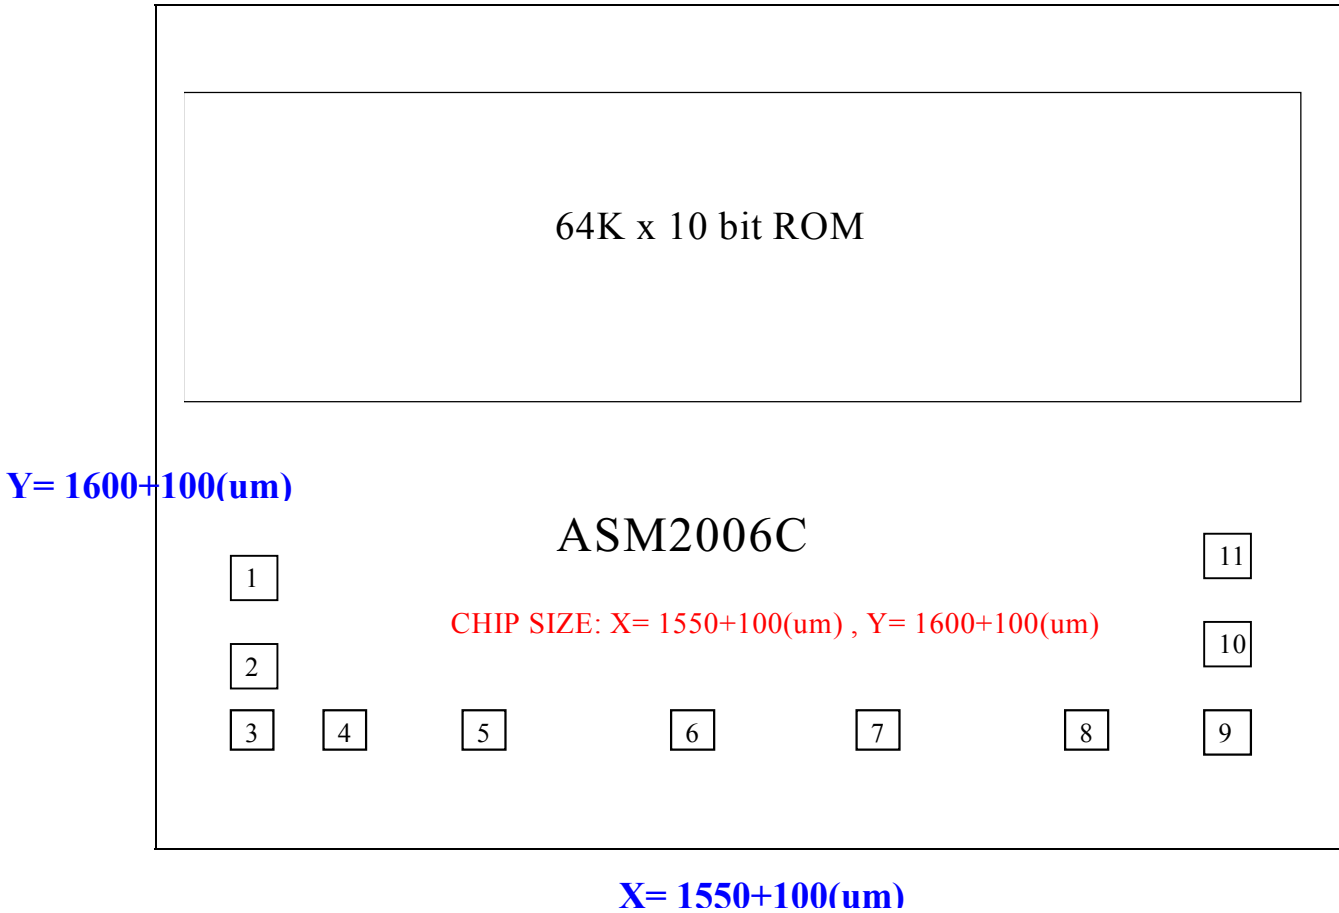 64K x 10 bit ROM
Y= 1600+100(um)
ASM2006C
11
1
CHIP SIZE: X= 1550+100(um) , Y= 1600+100(um)
10
2
3 4 5 6 7 8 9
X= 1550+100(um)